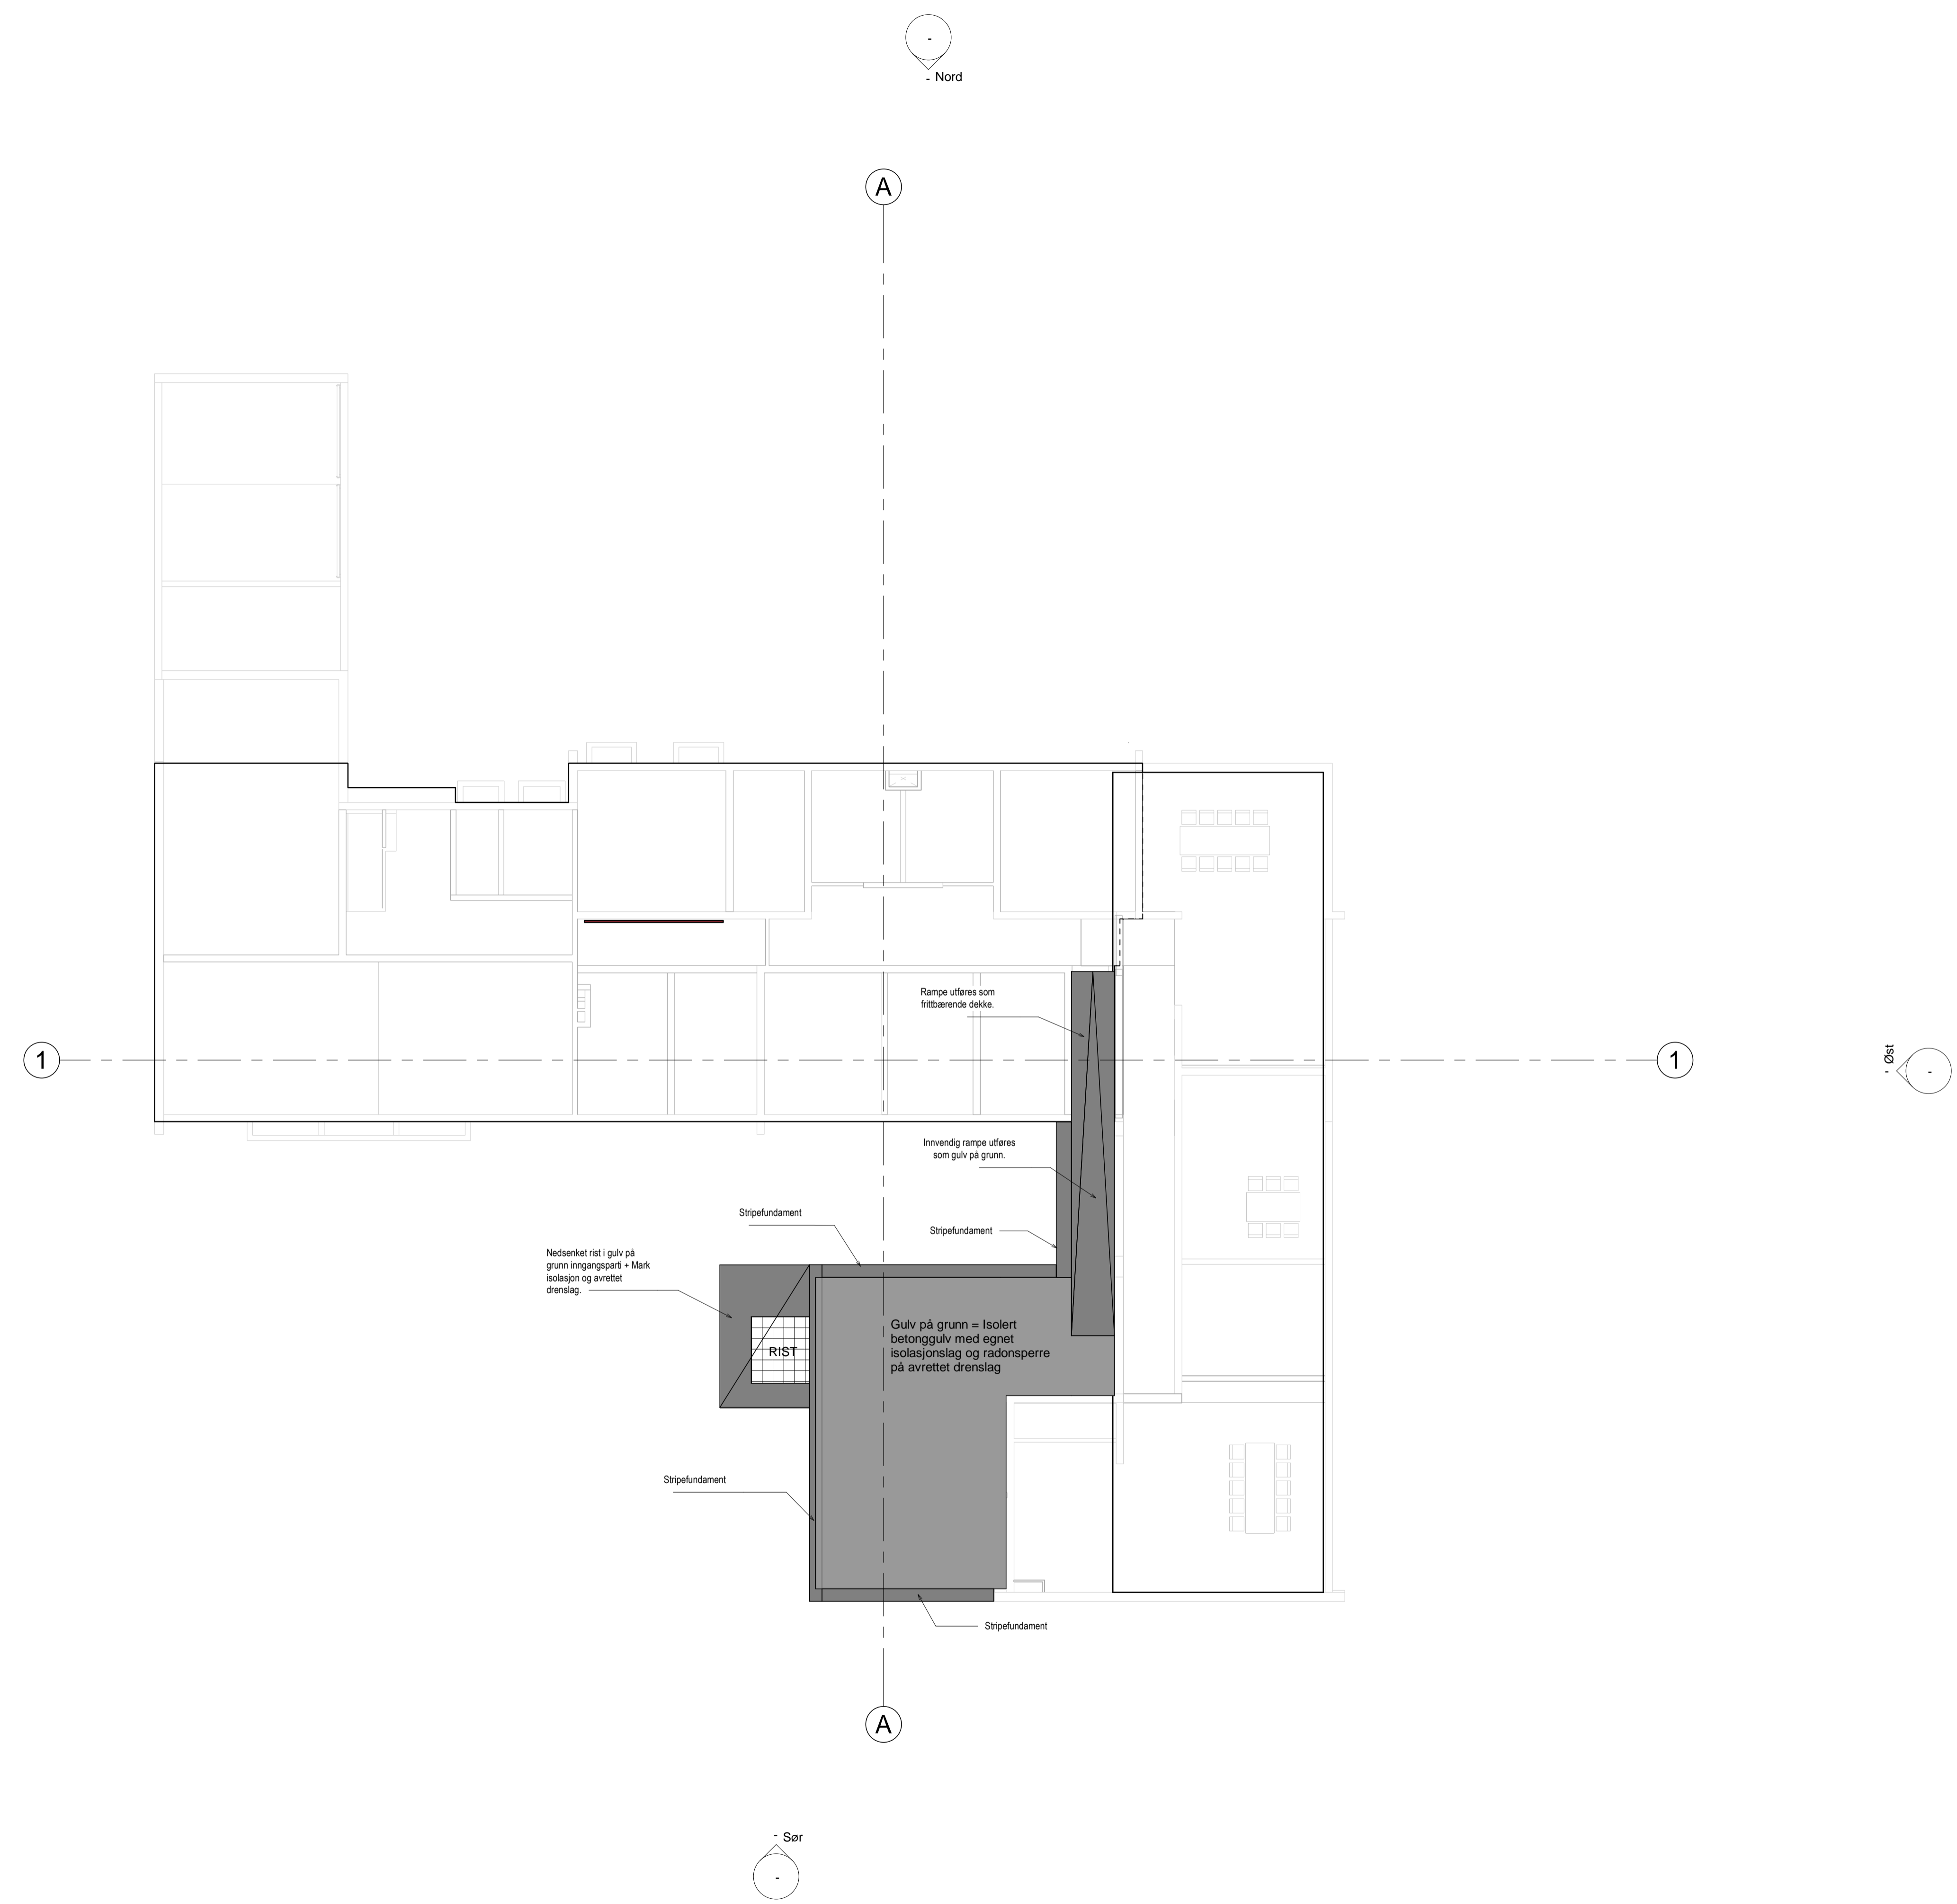 -
- Nord
A
Rampe utføres som
frittbærende dekke.
1
1
- Øst
-
Innvendig rampe utføres
som gulv på grunn.
Stripefundament
Stripefundament
Nedsenket rist i gulv på
grunn inngangsparti + Mark
isolasjon og avrettet
drenslag.
RIST
Gulv på grunn = Isolert
betonggulv med egnet
isolasjonslag og radonsperre
på avrettet drenslag
Stripefundament
Stripefundament
A
- Sør
-